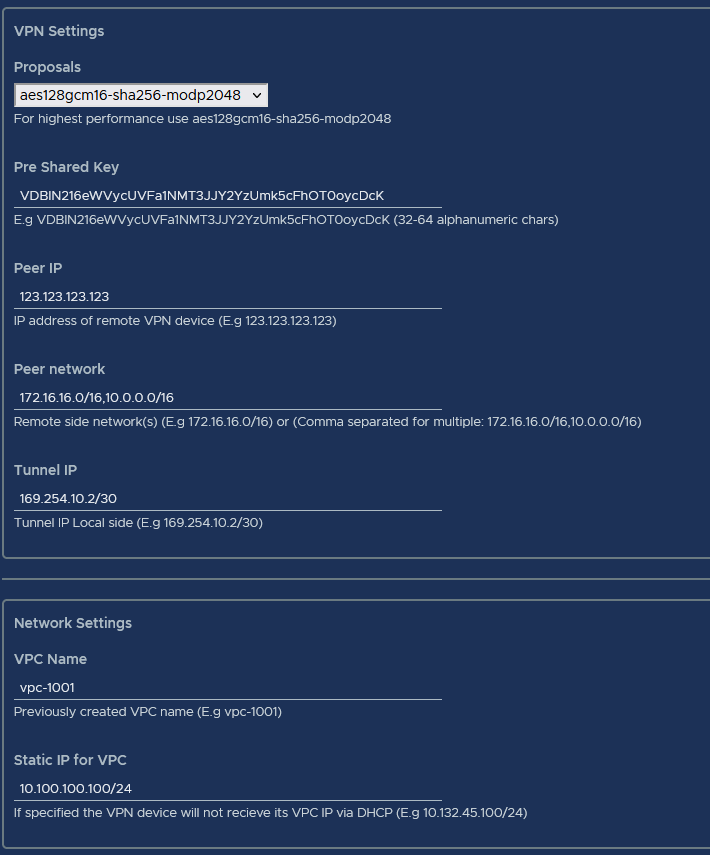 VPN Settings
Proposals
aes128gcm16-sha256-modp2048
For highest performance use aes128gcm16-sha256-modp2048
Pre Shared Key
VDBIN216eWVycUVFa1NMT3JJY2YzUmk5cFhOT0oycDcK
E.g VDBIN216eWVycUVFa1NMT3JJY2YzUmk5cFhOT0oycDcK (32-64 alphanumeric chars)
Peer IP
123.123.123.123
IP address of remote VPN device (E.g 123.123.123.123)
Peer network
172.16.16.0/16,10.0.0.0/16
Remote side network(s) (E.g 172.16.16.0/16) or (Comma separated for multiple: 172.16.16.0/16,10.0.0.0/16)
Tunnel IP
169.254.10.2/30
Tunnel IP Local side (E.g 169.254.10.2/30)
Network Settings
VPC Name
vpc-1001
Previously created VPC name (E.g vpc-1001)
Static IP for VPC
10.100.100.100/24
If specified the VPN device will not recieve its VPC IP via DHCP (E.g 10.132.45.100/24)